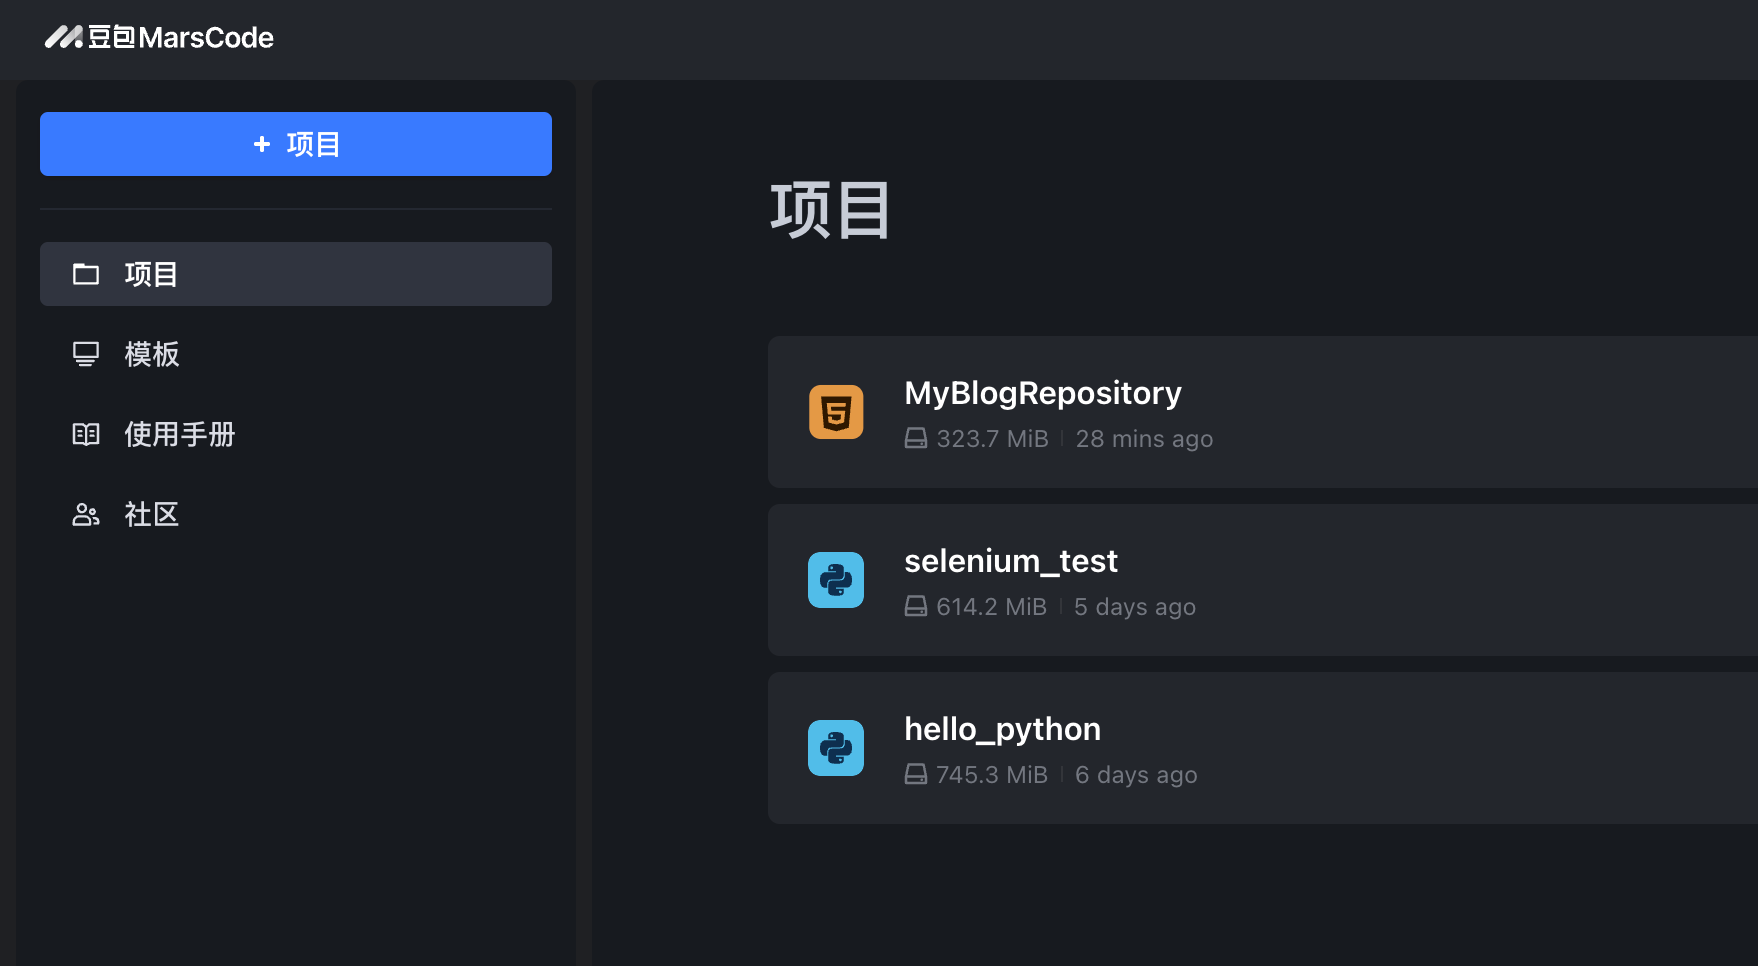 豆包MarsCode
+ 项目
项目
模板
使用手册
社区
项目
MyBlogRepository
323.7 MiB | 28 mins ago
selenium_test
614.2 MiB | 5 days ago
hello_python
745.3 MiB | 6 days ago